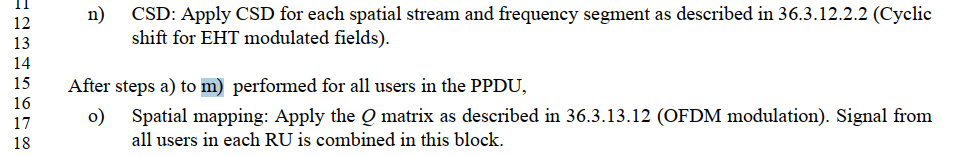 11
12 n) CSD: Apply CSD for each spatial stream and frequency segment as described in 36.3.12.2.2 (Cyclic
13 shift for EHT modulated fields).
14
15 After steps a) to m) performed for all users in the PPDU,
16
17 o) Spatial mapping: Apply the Q matrix as described in 36.3.13.12 (OFDM modulation). Signal from
18 all users in each RU is combined in this block.